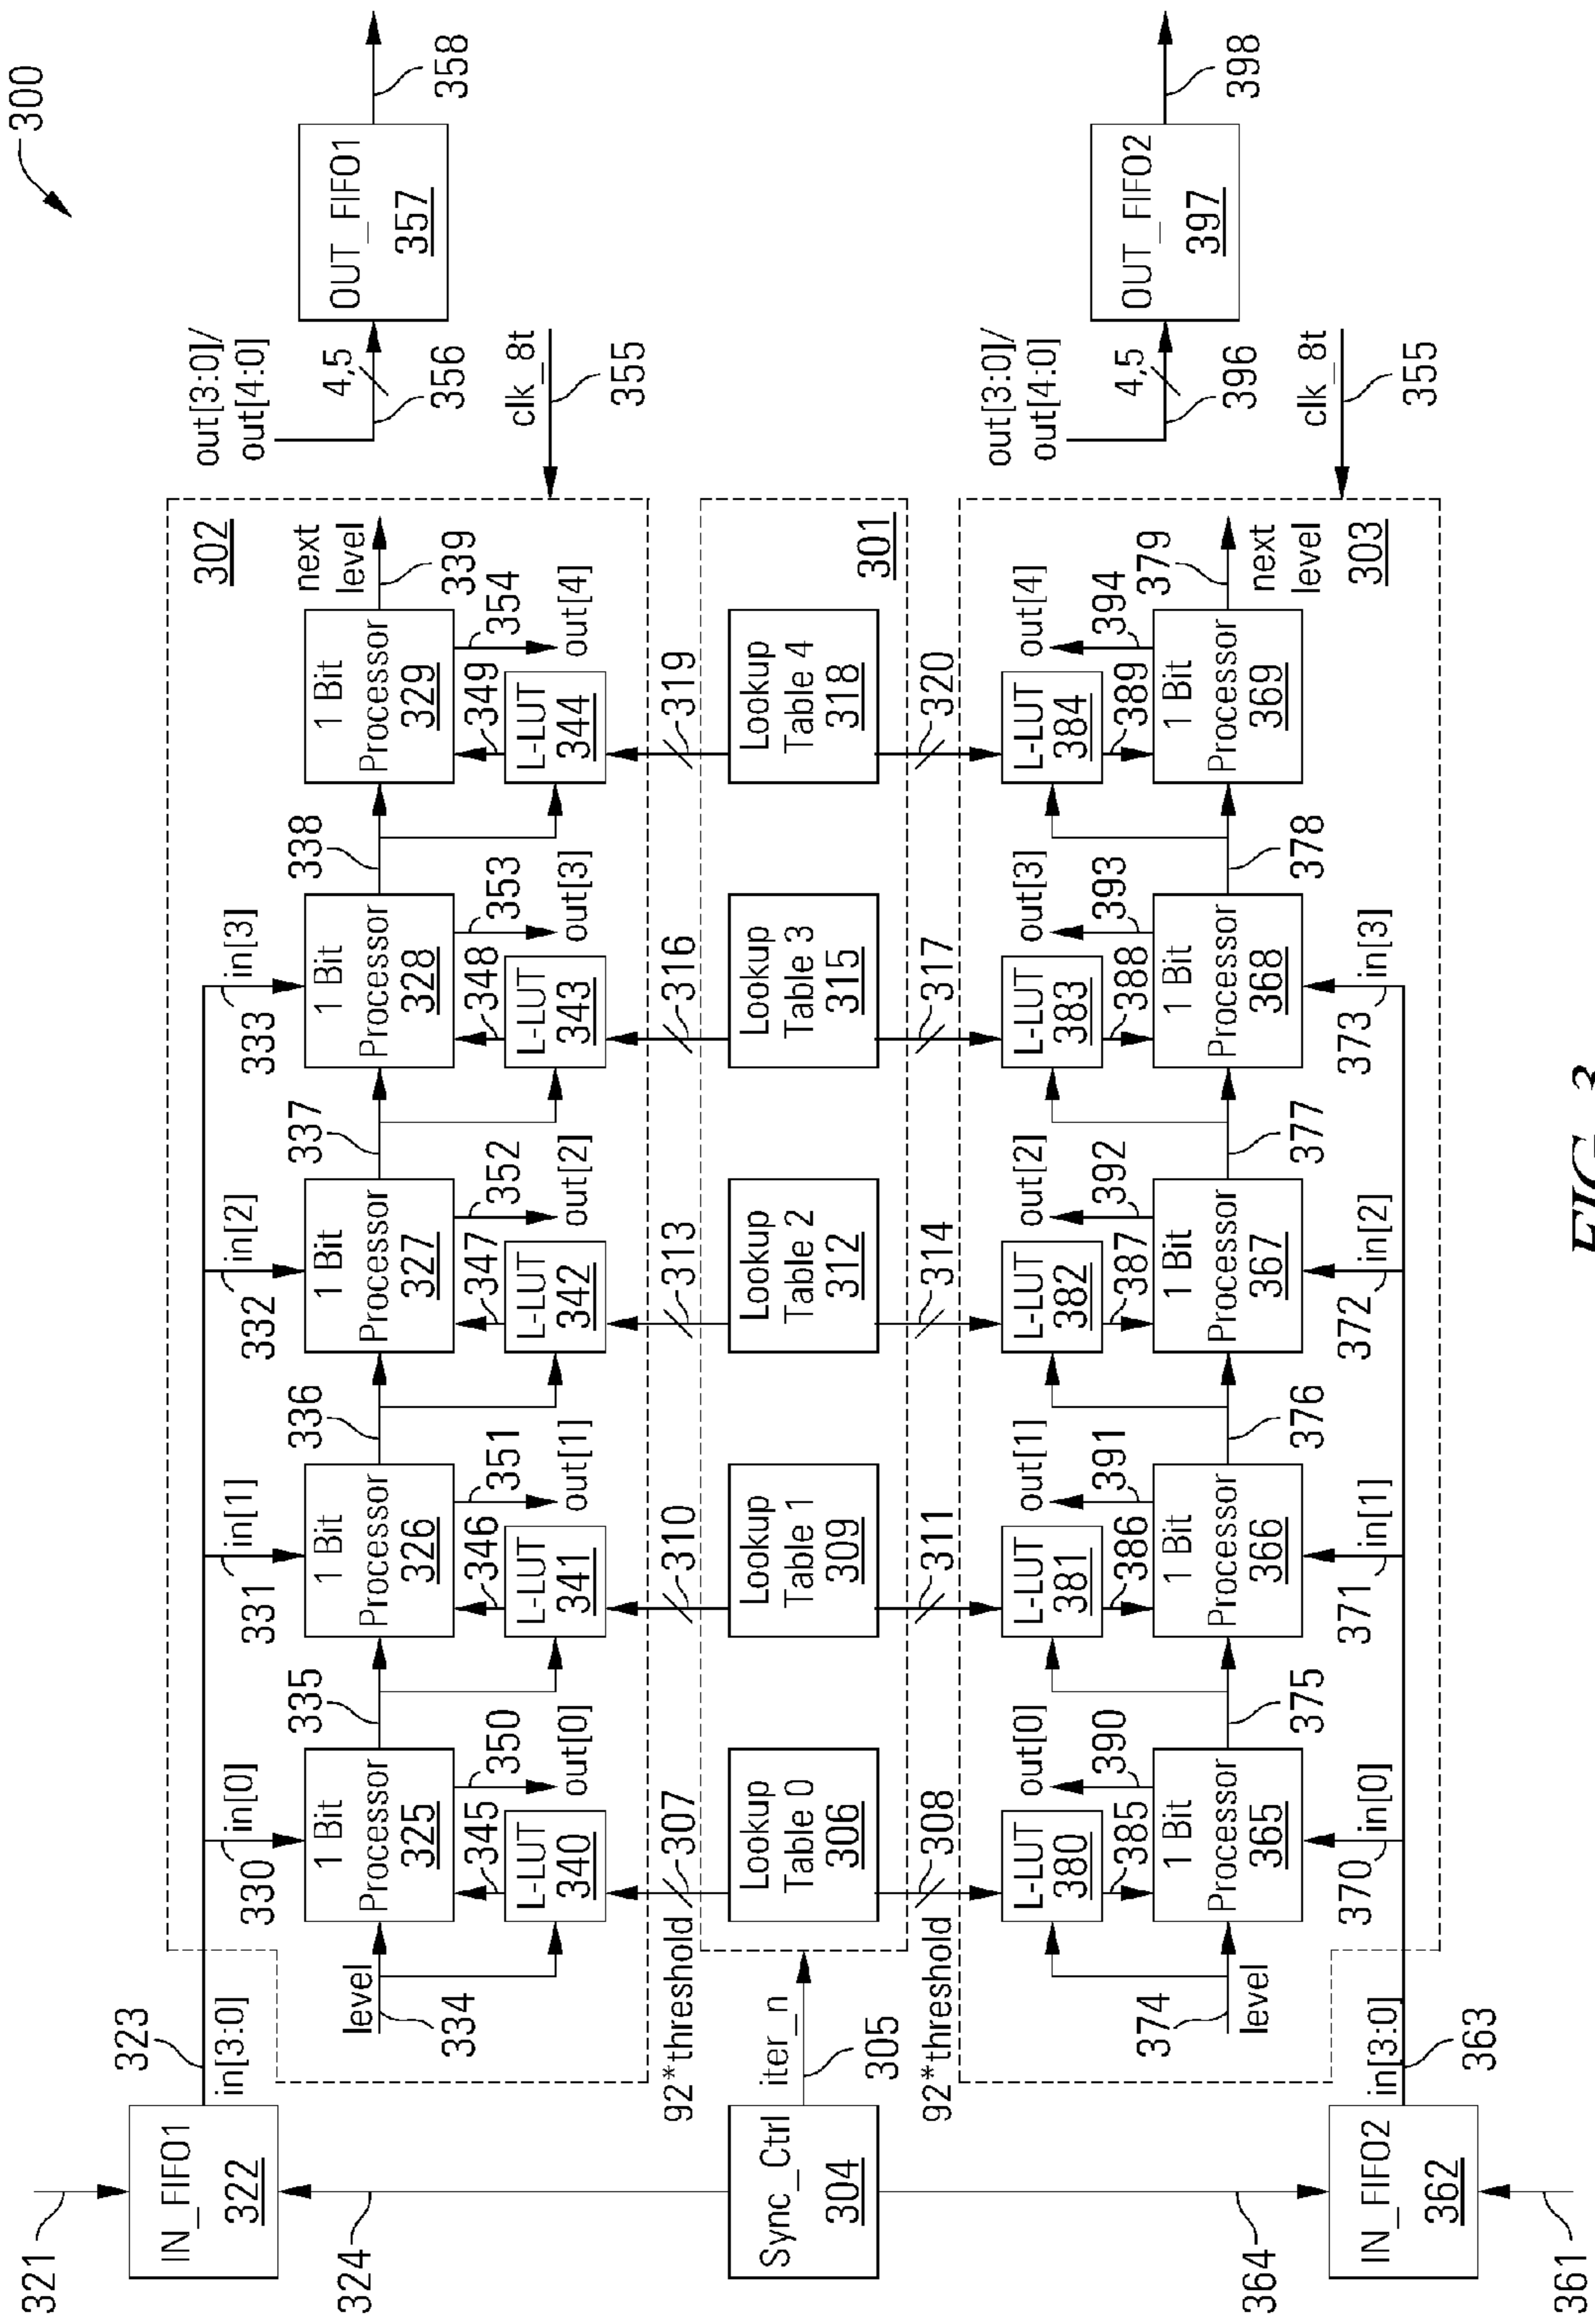 300
321
IN_FIFO1
322
323
in[3:0]
324
in[0]
330
in[1]
331
in[2]
332
in[3]
333
302
level
334
1 Bit
Processor
325
335
1 Bit
Processor
326
336
1 Bit
Processor
327
337
1 Bit
Processor
328
338
1 Bit
Processor
329
next
level
339
345
350
346
351
347
352
348
353
349
354
L-LUT
340
out[0]
L-LUT
341
out[1]
L-LUT
342
out[2]
L-LUT
343
out[3]
L-LUT
344
out[4]
out[3:0]/
out[4:0]
4,5
356
OUT_FIFO1
357
358
clk_8t
355
92*threshold
307
310
313
316
319
Sync_Ctrl
304
iter_n
305
Lookup
Table 0
306
Lookup
Table 1
309
Lookup
Table 2
312
Lookup
Table 3
315
Lookup
Table 4
318
301
92*threshold
308
311
314
317
320
L-LUT
380
out[0]
L-LUT
381
out[1]
L-LUT
382
out[2]
L-LUT
383
out[3]
L-LUT
384
out[4]
385
390
386
391
387
392
388
393
389
394
374
level
1 Bit
Processor
365
375
1 Bit
Processor
366
376
1 Bit
Processor
367
377
1 Bit
Processor
368
378
1 Bit
Processor
369
379
next
level
303
370
in[0]
371
in[1]
372
in[2]
373
in[3]
364
IN_FIFO2
362
in[3:0]
363
361
out[3:0]/
out[4:0]
4,5
396
OUT_FIFO2
397
398
clk_8t
355
FIG. 3